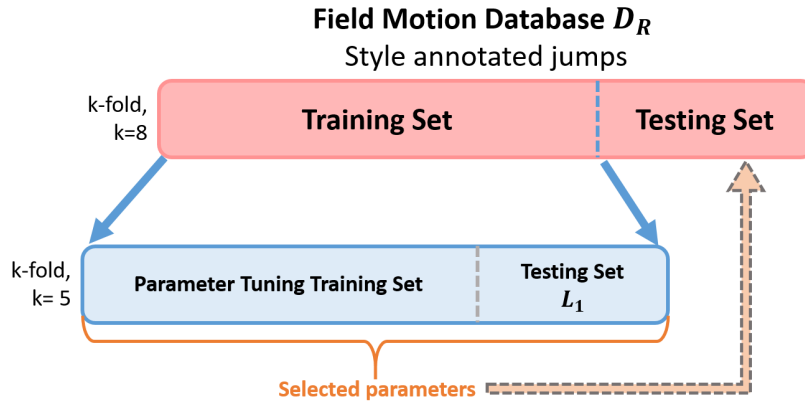 Field Motion Database D_R
Style annotated jumps
k-fold,
k=8
Training Set
Testing Set
k-fold,
k= 5
Parameter Tuning Training Set
Testing Set
L_1
Selected parameters